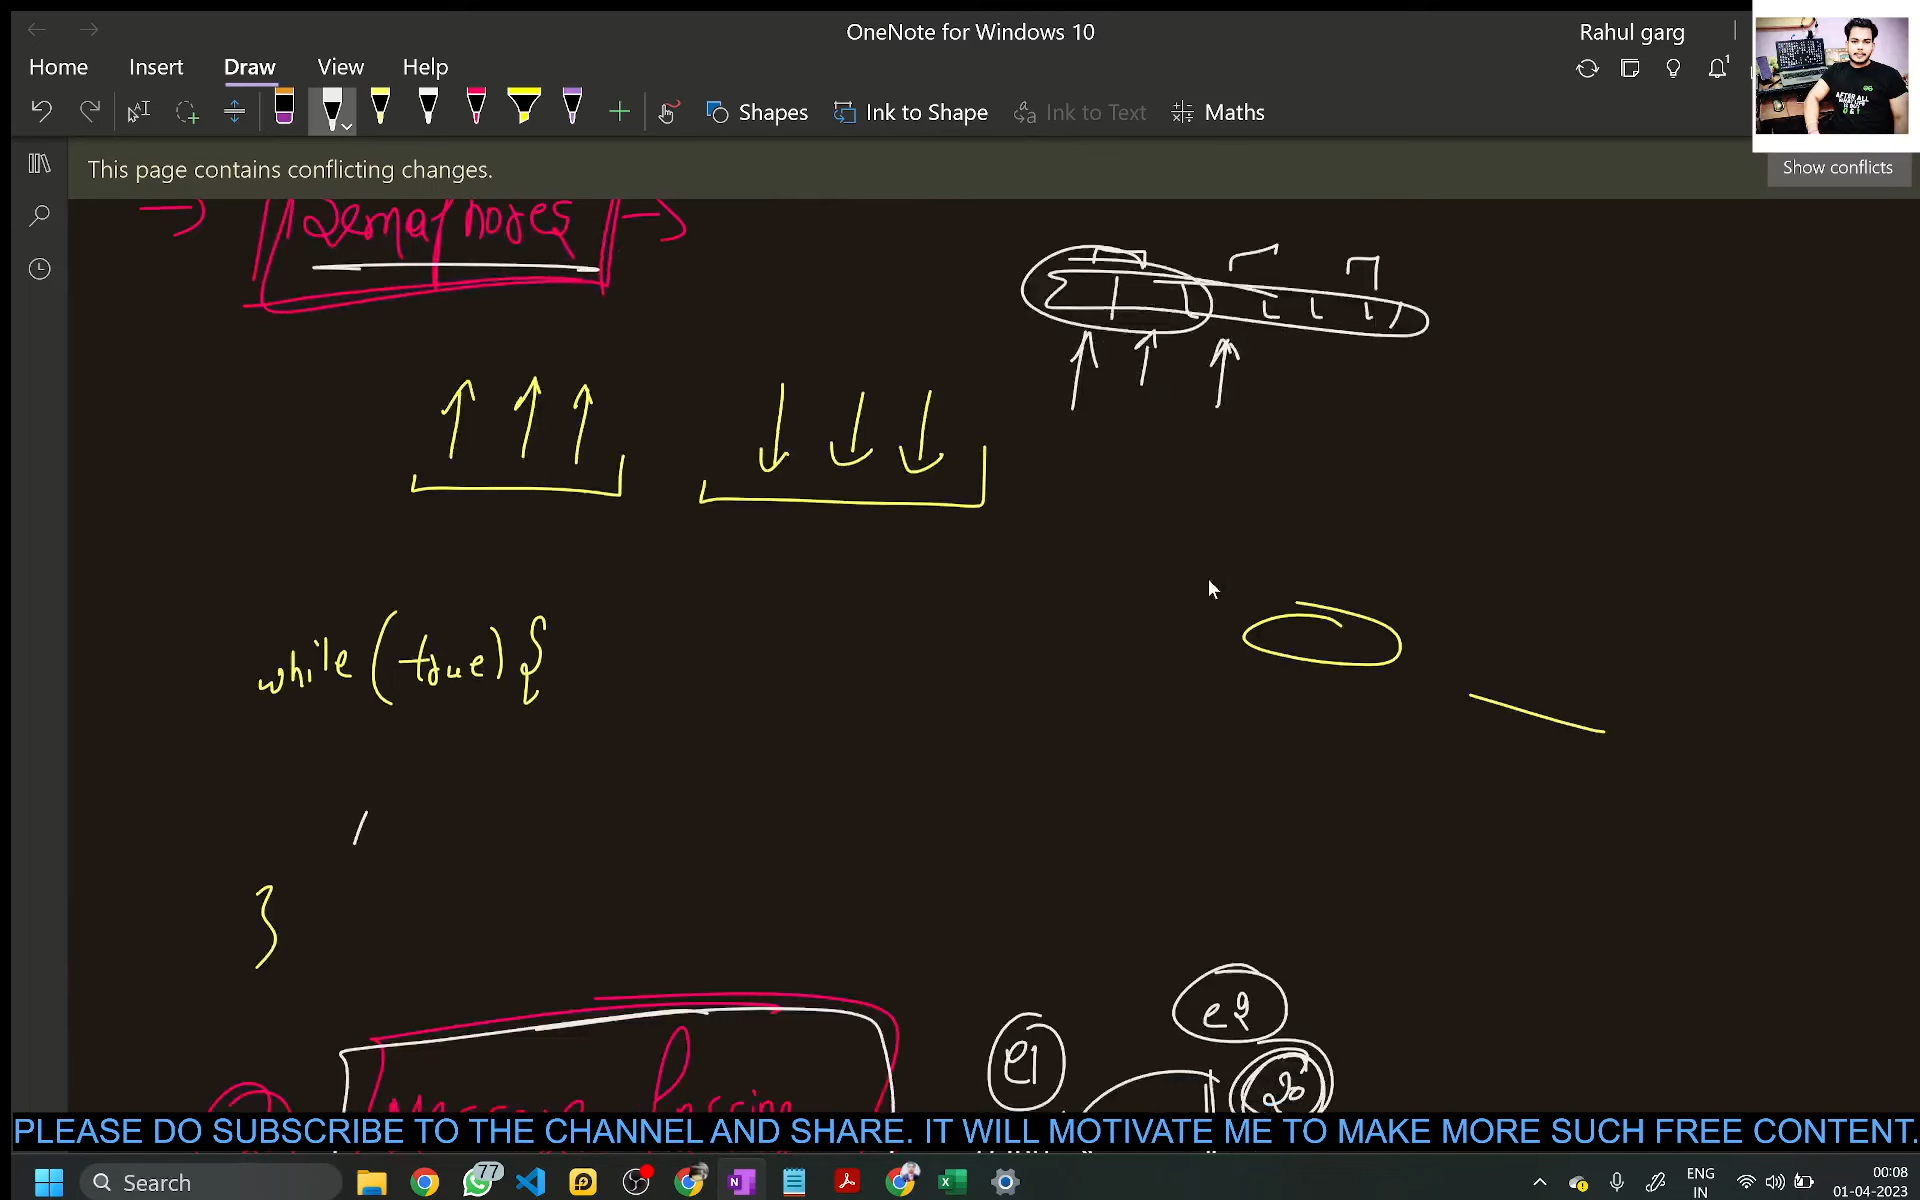 OneNote for Windows 10
Rahul garg
Home Insert Draw View Help
Shapes Ink to Shape Ink to Text Maths
This page contains conflicting changes.
Show conflicts
Semaphores
while (true) {
}
e2
e1
PLEASE DO SUBSCRIBE TO THE CHANNEL AND SHARE. IT WILL MOTIVATE ME TO MAKE MORE SUCH FREE CONTENT.
Search
77
ENG
IN
00:08
01-04-2023